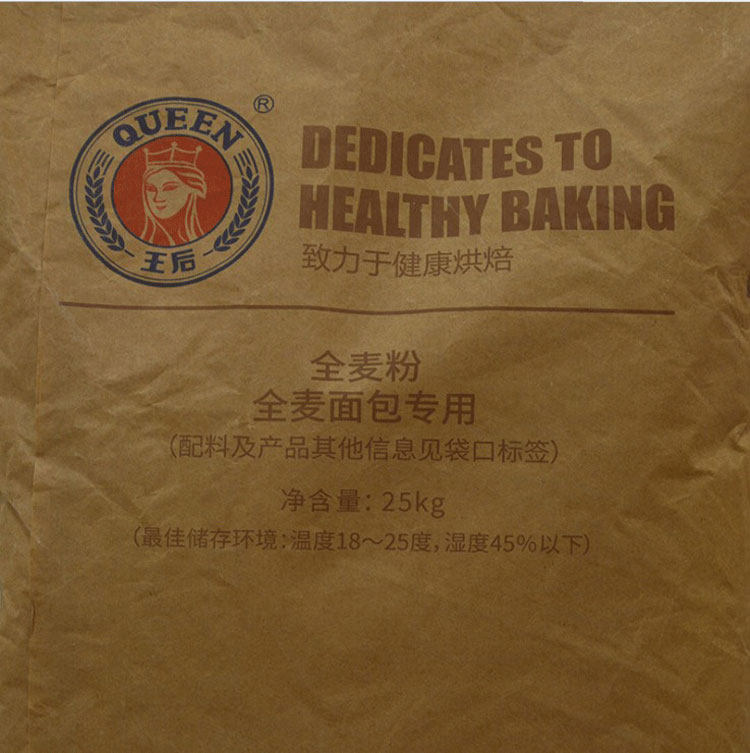 QUEEN
®
王后
DEDICATES TO
HEALTHY BAKING
致力于健康烘焙
全麦粉
全麦面包专用
(配料及产品其他信息见袋口标签)
净含量：25kg
(最佳储存环境：温度18～25度，湿度45%以下)